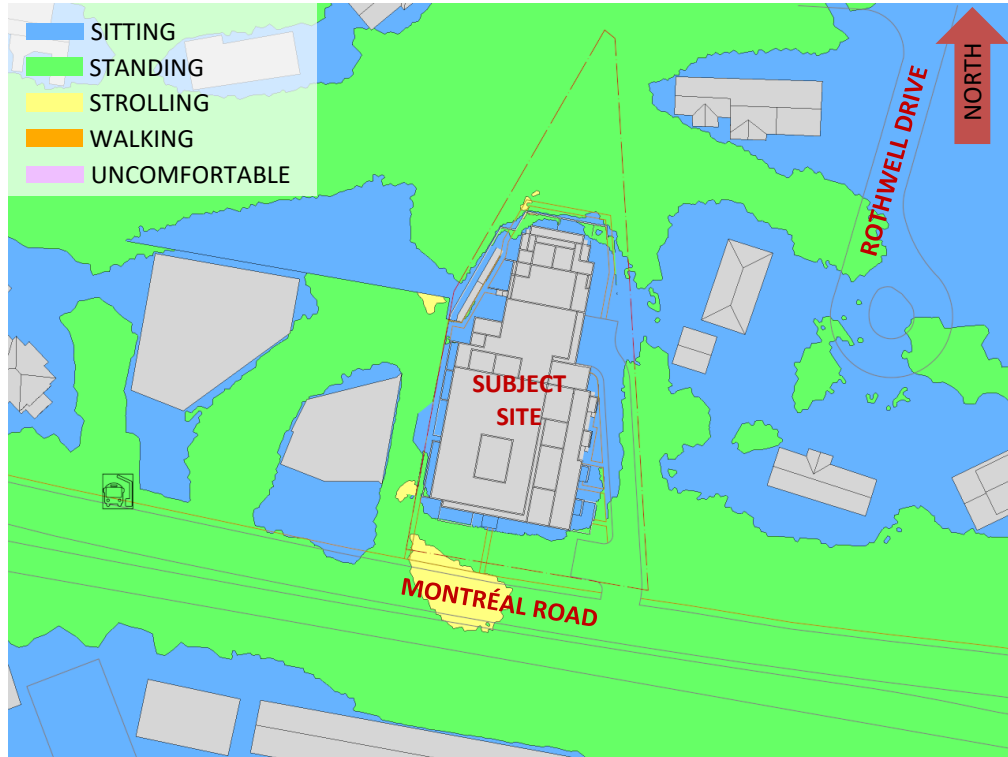 SITTING
STANDING
STROLLING
WALKING
UNCOMFORTABLE
NORTH
ROTHWELL DRIVE
SUBJECT
SITE
MONTRÉAL ROAD